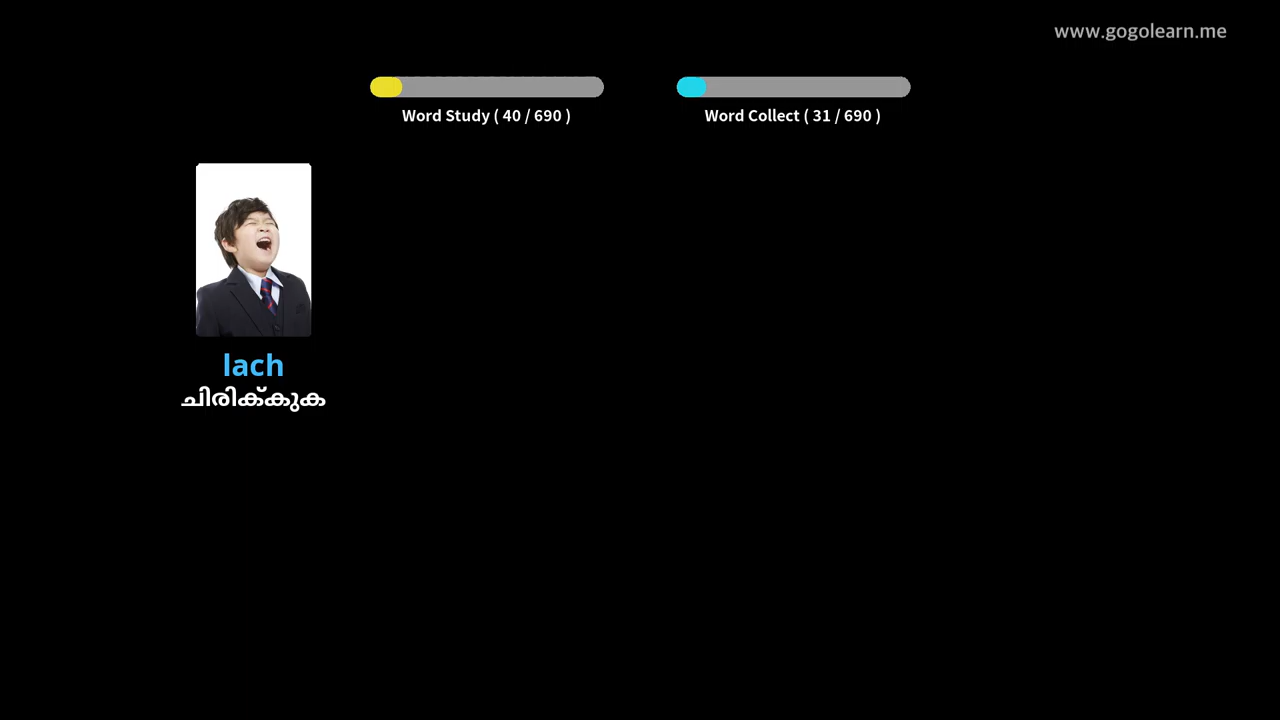 www.gogolearn.me
Word Study ( 40 / 690 )
Word Collect ( 31 / 690 )
lach
ചിരിക്കുക